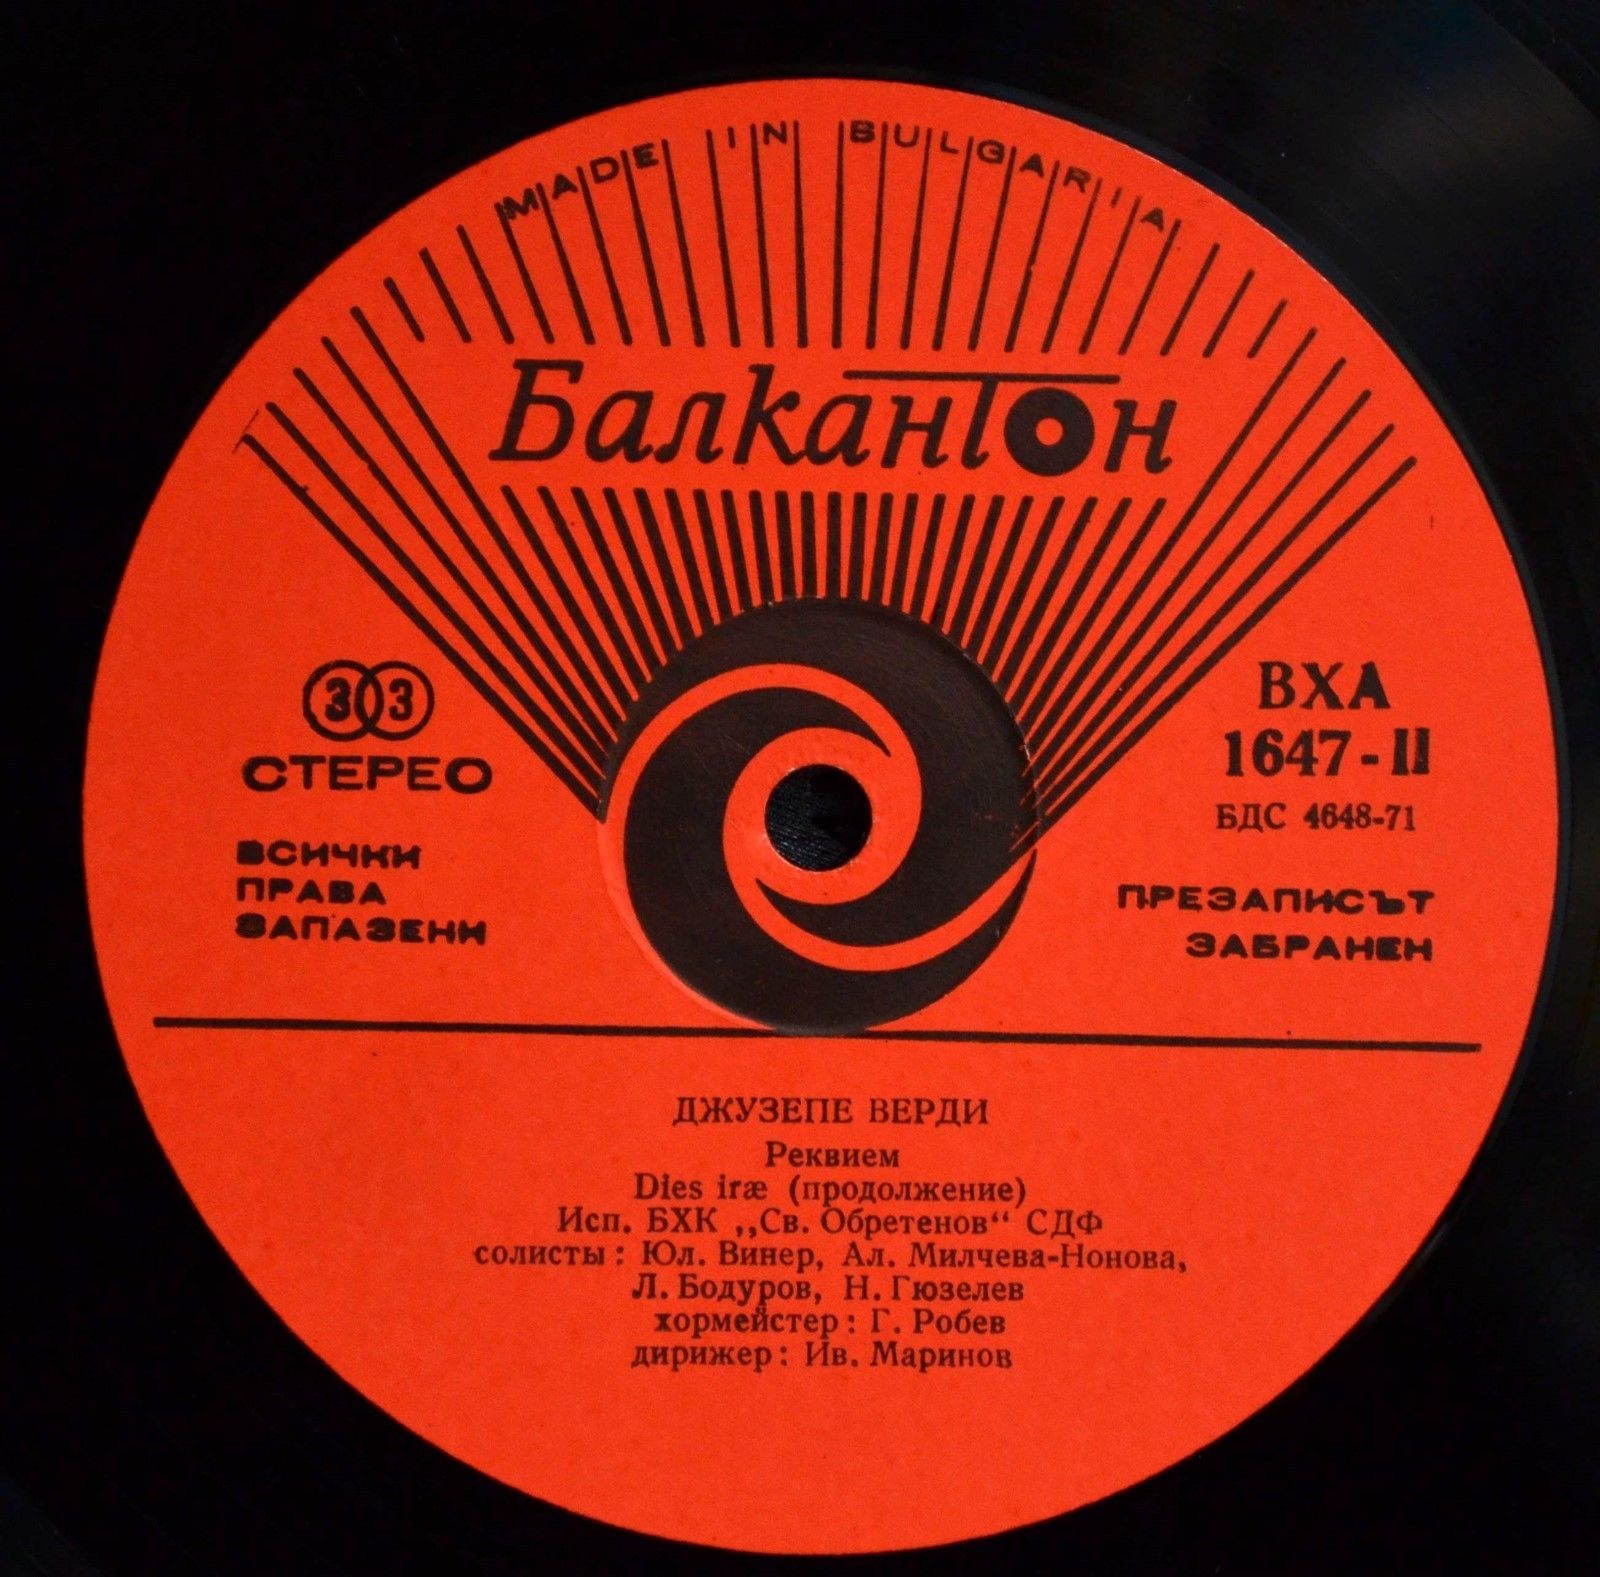 MADE IN BULGARIA
Балкантон
33
СТЕРЕО
ВСИЧКИ
ПРАВА
ЗАПАЗЕНИ
ВХА
1647-II
БДС 4648-71
ПРЕЗАПИСЪТ
ЗАБРАНЕН
ДЖУЗЕПЕ ВЕРДИ
Реквием
Dies iræ (продолжение)
Исп. БХК „Св. Обретенов“ СДФ
солисты: Юл. Винер, Ал. Милчева-Нонова,
Л. Бодуров, Н. Гюзелев
хормейстер: Г. Робев
дирижер: Ив. Маринов